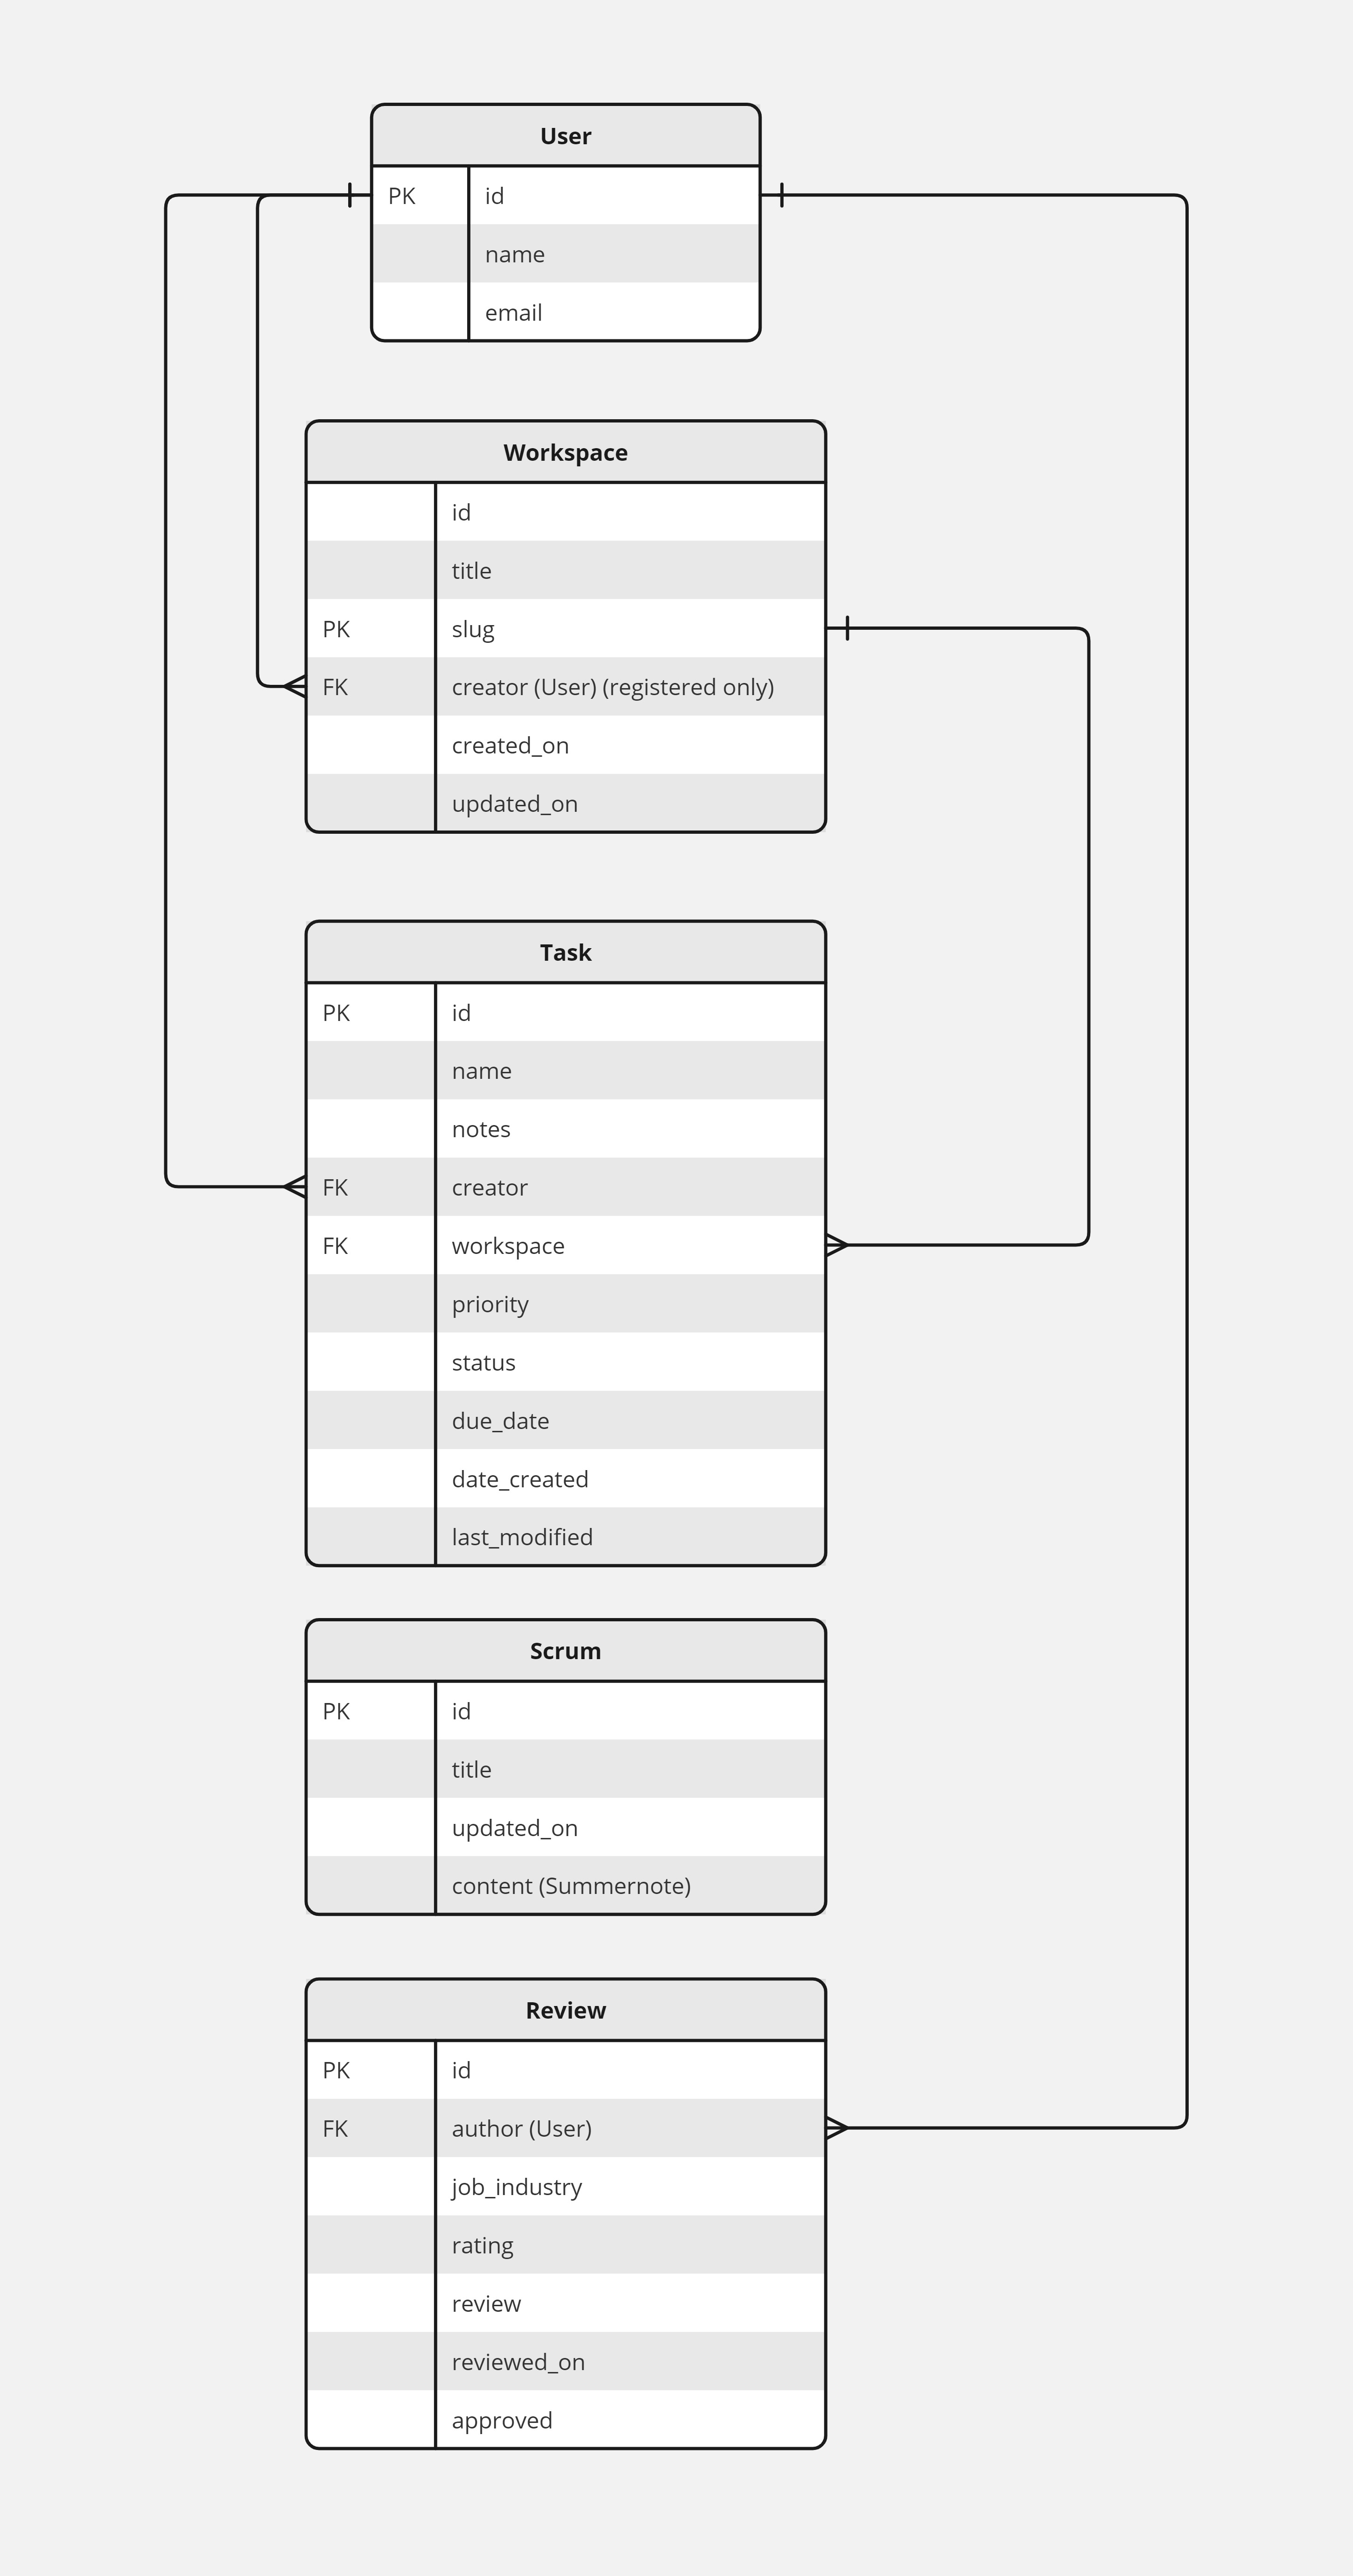 User
PK id
name
email
Workspace
id
title
PK slug
FK creator (User) (registered only)
created_on
updated_on
Task
PK id
name
notes
FK creator
FK workspace
priority
status
due_date
date_created
last_modified
Scrum
PK id
title
updated_on
content (Summernote)
Review
PK id
FK author (User)
job_industry
rating
review
reviewed_on
approved